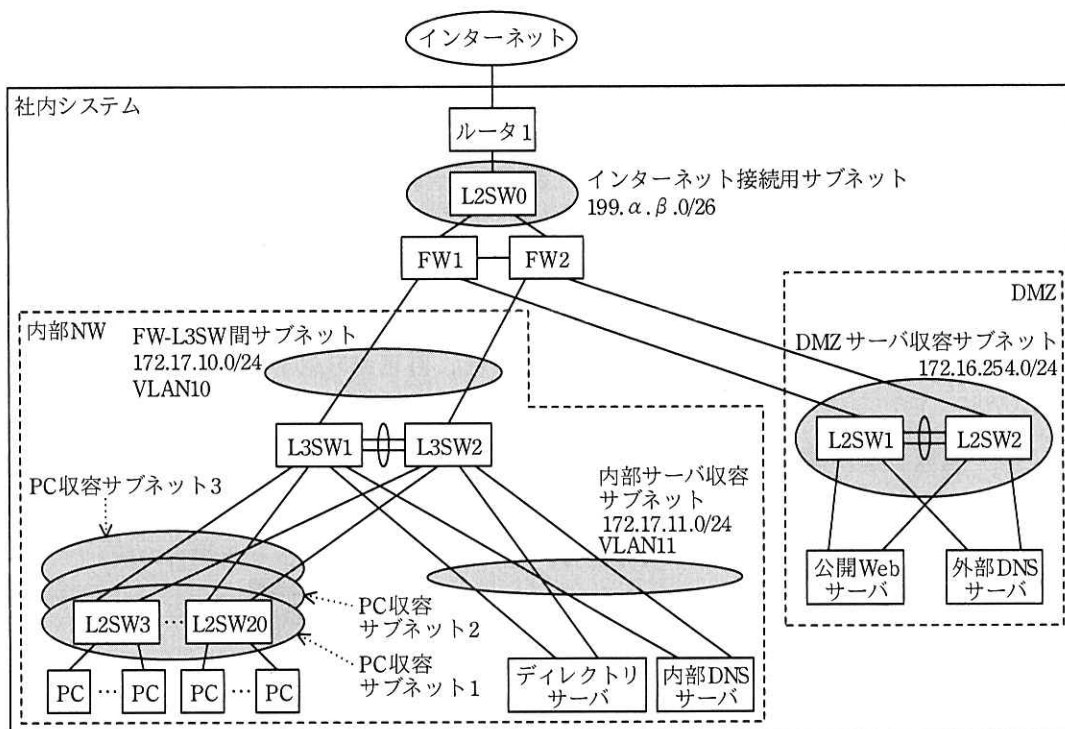 インターネット
社内システム
ルータ1
L2SW0
インターネット接続用サブネット
199.α.β.0/26
FW1
FW2
DMZ
内部NW
FW-L3SW間サブネット
172.17.10.0/24
VLAN10
DMZサーバ収容サブネット
172.16.254.0/24
L3SW1
L3SW2
L2SW1
L2SW2
PC収容サブネット3
内部サーバ収容
サブネット
172.17.11.0/24
VLAN11
公開Web
サーバ
外部DNS
サーバ
L2SW3
…
L2SW20
PC収容
サブネット2
PC収容
サブネット1
PC
…
PC
PC
…
PC
ディレクトリ
サーバ
内部DNS
サーバ